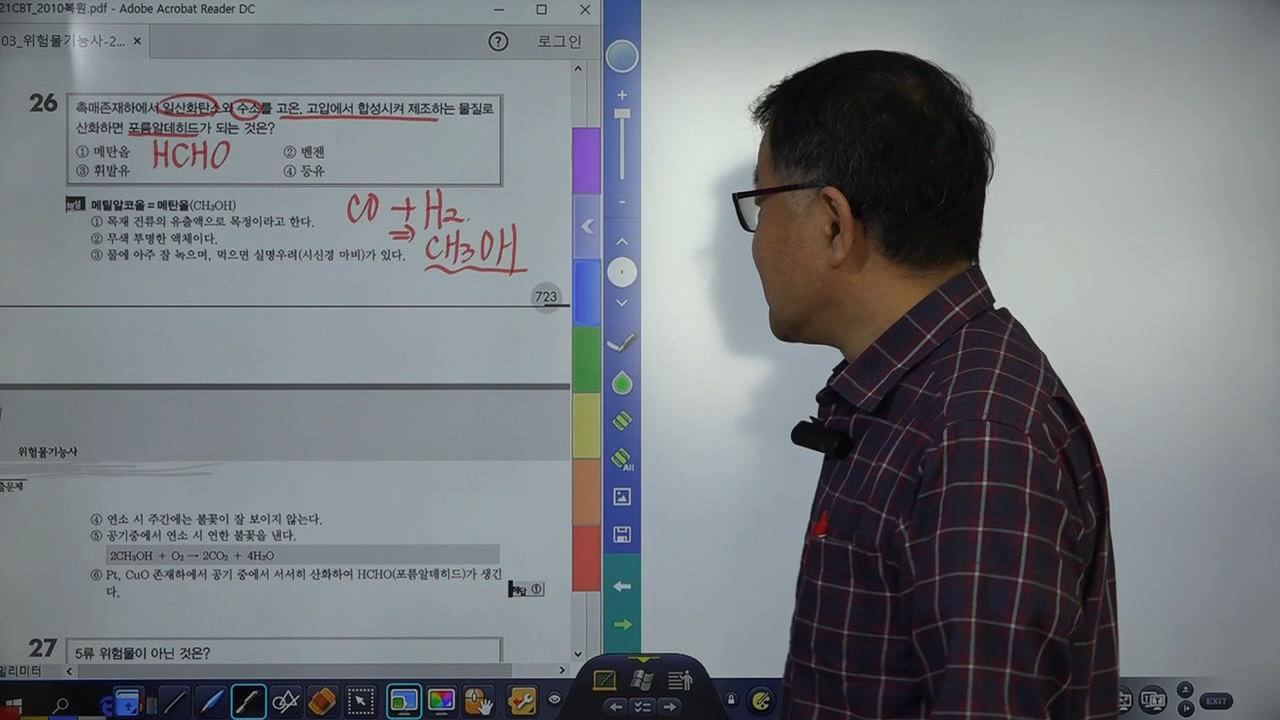 21CBT_2010복원.pdf - Adobe Acrobat Reader DC
03_위험물기능사-2... ×
? 로그인
26 촉매존재하에서 일산화탄소와 수소를 고온, 고압에서 합성시켜 제조하는 물질로
산화하면 포름알데히드가 되는 것은?
① 메탄올 HCHO ② 벤젠
③ 휘발유 ④ 등유
메틸알코올 = 메탄올(CH₃OH)
CO + H₂
① 목재 건류의 유출액으로 목정이라고 한다.
② 무색 투명한 액체이다.
⇒ CH₃OH
③ 물에 아주 잘 녹으며, 먹으면 실명우려(시신경 마비)가 있다.
723
위험물기능사
출문제
④ 연소 시 주간에는 불꽃이 잘 보이지 않는다.
⑤ 공기중에서 연소 시 연한 불꽃을 낸다.
2CH₃OH + O₂ → 2CO₂ + 4H₂O
⑥ Pt, CuO 존재하에서 공기 중에서 서서히 산화하여 HCHO(포름알데히드)가 생긴
다.
해답 ①
27 5류 위험물이 아닌 것은?
밀리미터
All
EXIT